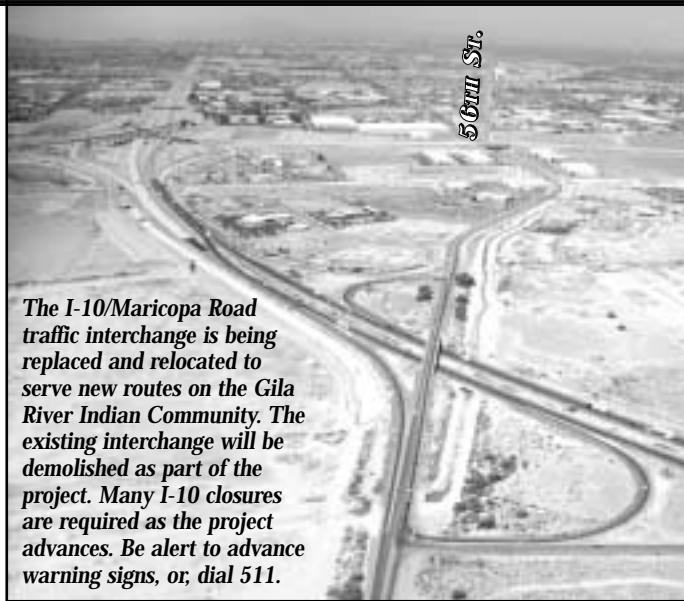 56TH ST.
The I-10/Maricopa Road
traffic interchange is being
replaced and relocated to
serve new routes on the Gila
River Indian Community. The
existing interchange will be
demolished as part of the
project. Many I-10 closures
are required as the project
advances. Be alert to advance
warning signs, or, dial 511.